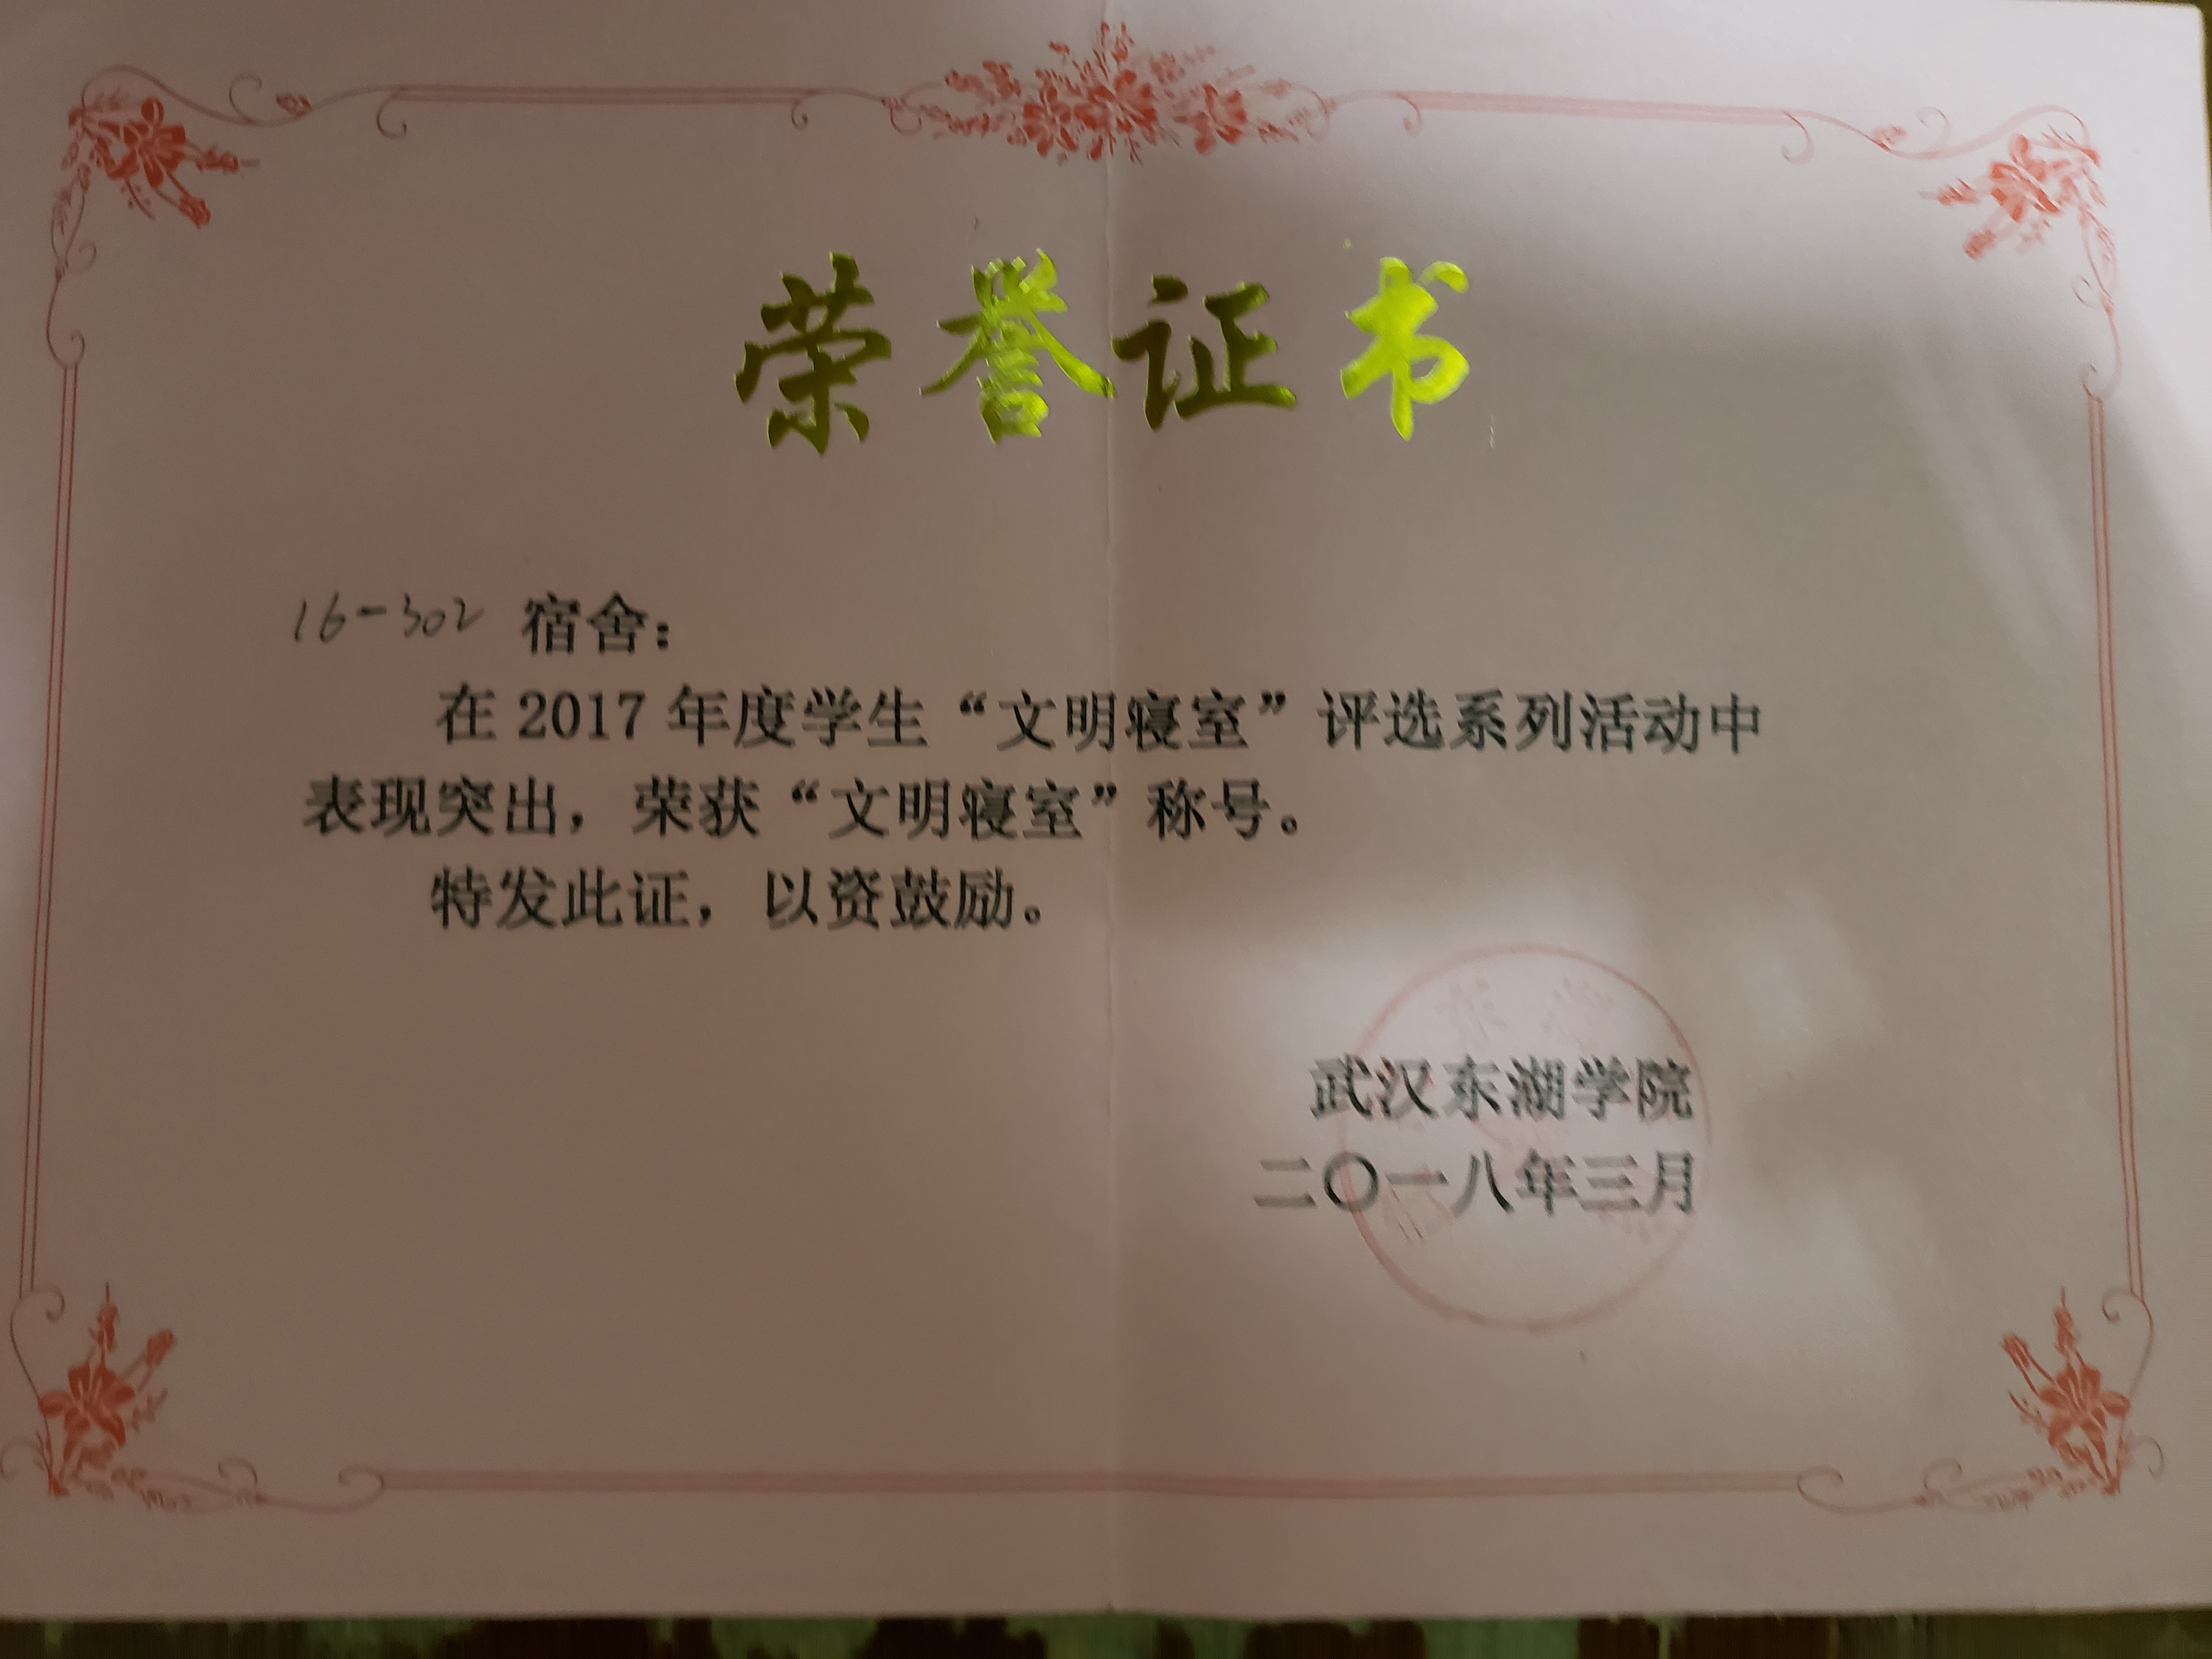 荣誉证书
16-302 宿舍：
在 2017 年度学生“文明寝室”评选系列活动中
表现突出，荣获“文明寝室”称号。
特发此证，以资鼓励。
武汉东湖学院
二〇一八年三月